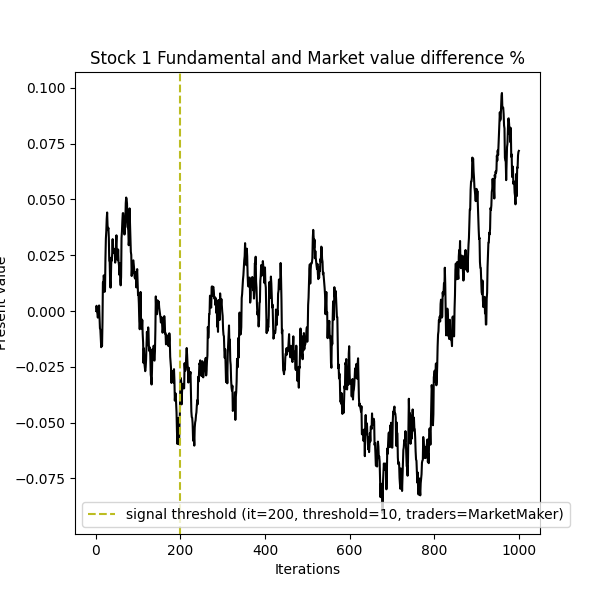 Stock 1 Fundamental and Market value difference %
0.100
0.075
0.050
0.025
0.000
−0.025
−0.050
−0.075
Present value
signal threshold (it=200, threshold=10, traders=MarketMaker)
0 200 400 600 800 1000
Iterations